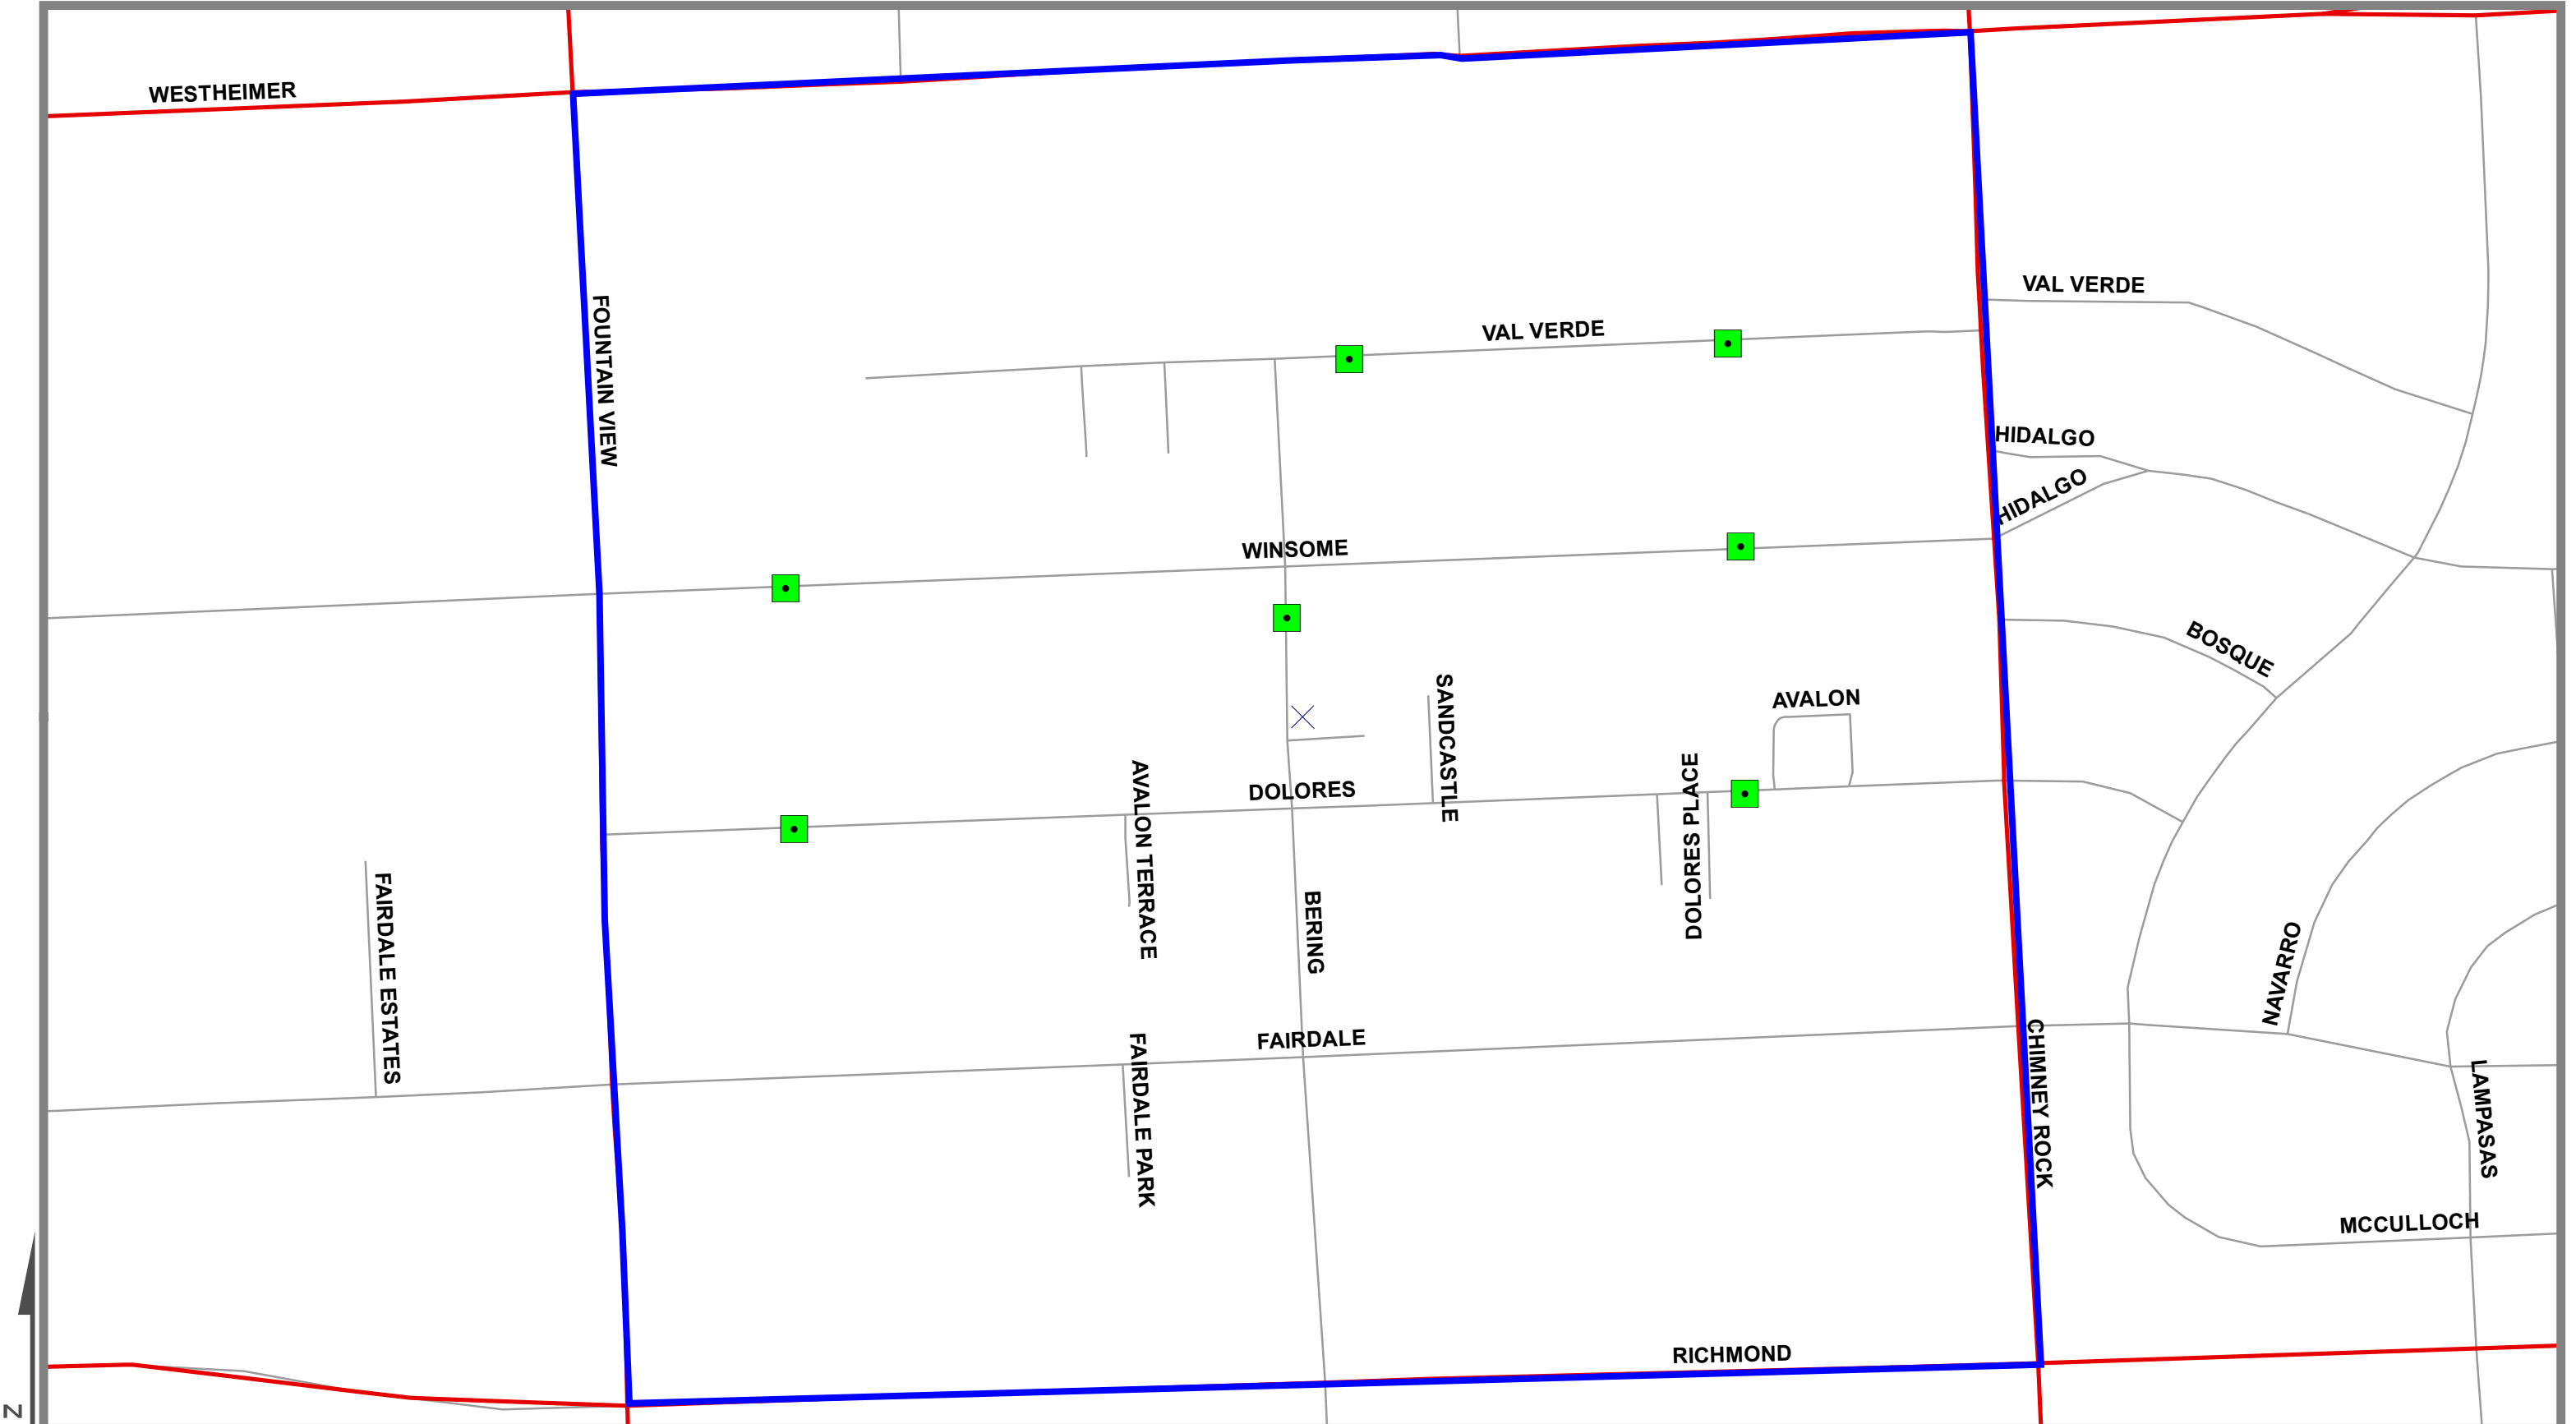 WESTHEIMER
VAL VERDE
FOUNTAIN VIEW
VAL VERDE
HIDALGO
HIDALGO
WINSOME
BOSQUE
SANDCASTLE
AVALON
DOLORES PLACE
AVALON TERRACE
DOLORES
FAIRDALE ESTATES
BERING
NAVARRO
CHIMNEY ROCK
FAIRDALE
FAIRDALE PARK
LAMPASAS
MCCULLOCH
RICHMOND
N